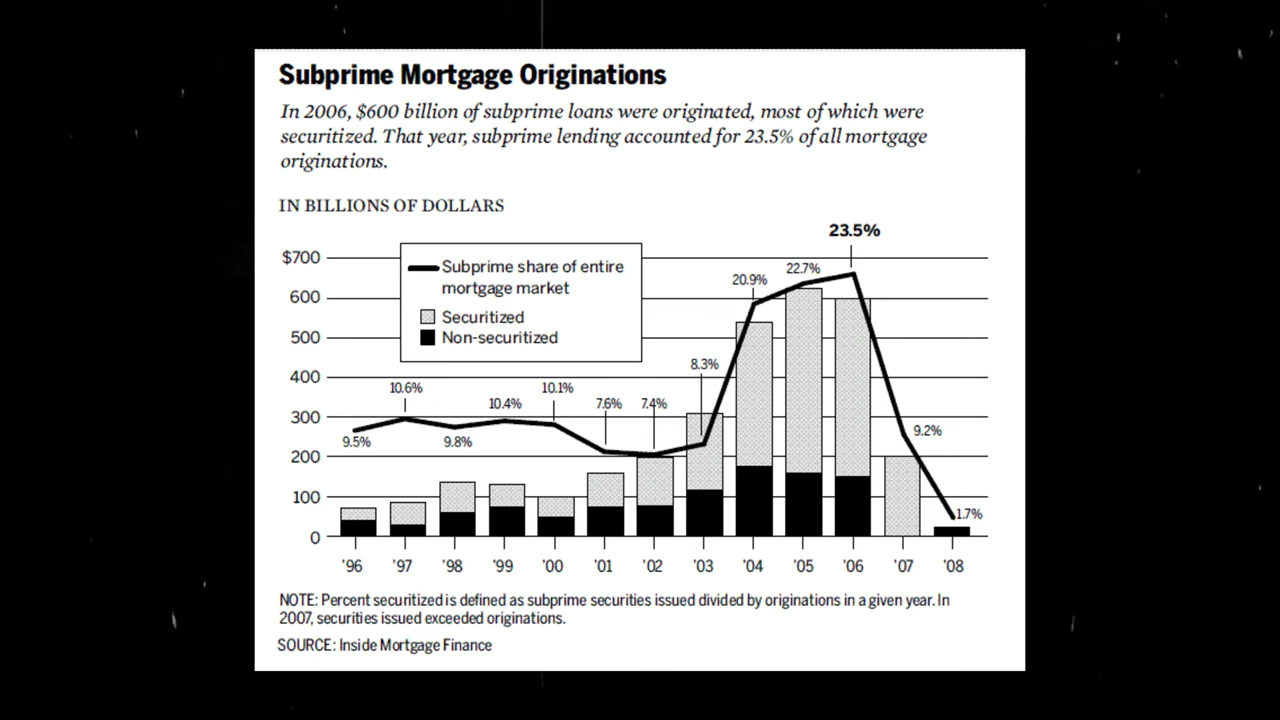 Subprime Mortgage Originations
In 2006, $600 billion of subprime loans were originated, most of which were
securitized. That year, subprime lending accounted for 23.5% of all mortgage
originations.
IN BILLIONS OF DOLLARS
23.5%
$700
600
500
400
300
200
100
0
Subprime share of entire
mortgage market
Securitized
Non-securitized
9.5%
10.6%
9.8%
10.4%
10.1%
7.6%
7.4%
8.3%
20.9%
22.7%
9.2%
1.7%
'96
'97
'98
'99
'00
'01
'02
'03
'04
'05
'06
'07
'08
NOTE: Percent securitized is defined as subprime securities issued divided by originations in a given year. In
2007, securities issued exceeded originations.
SOURCE: Inside Mortgage Finance